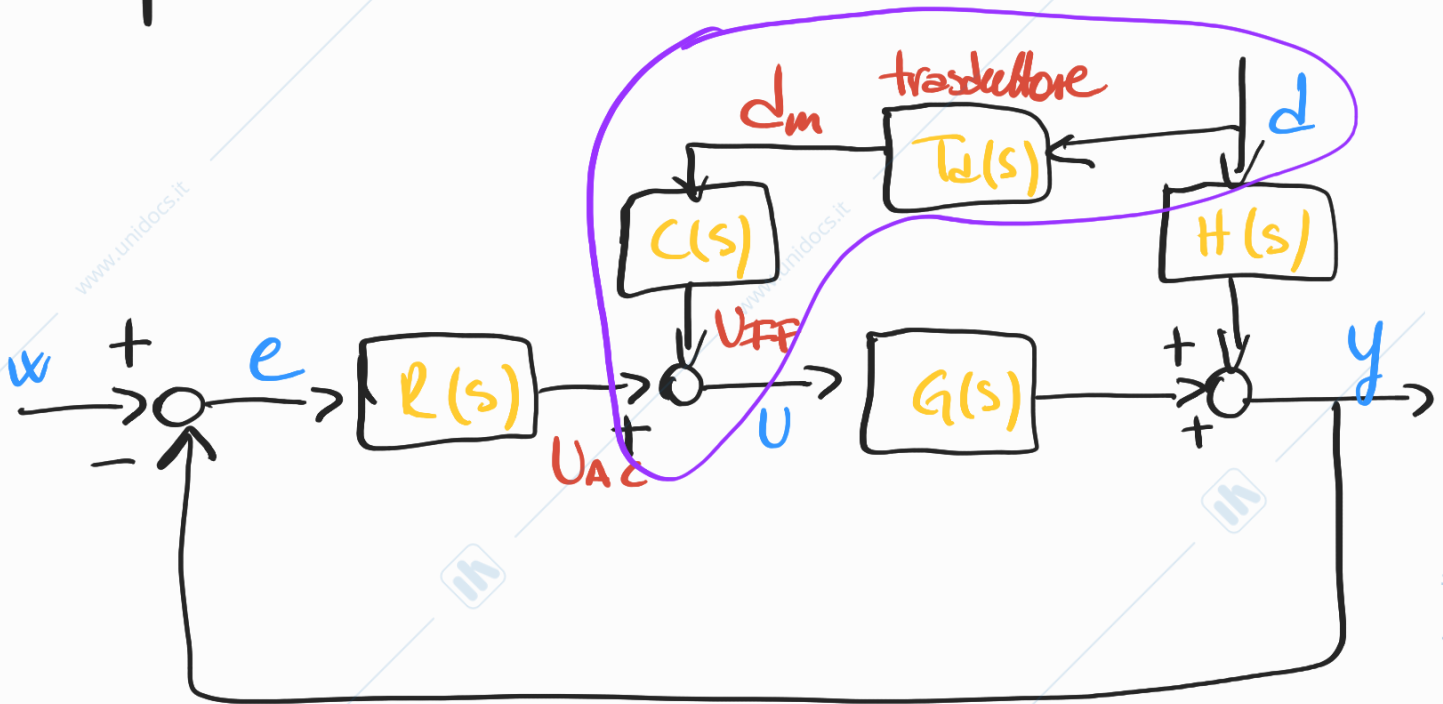 trasduttore
dm
d
Td(s)
C(s)
H(s)
UFF
w
+
e
R(s)
G(s)
+
y
−
UAC
+
U
+
www.unidocs.it
www.unidocs.it